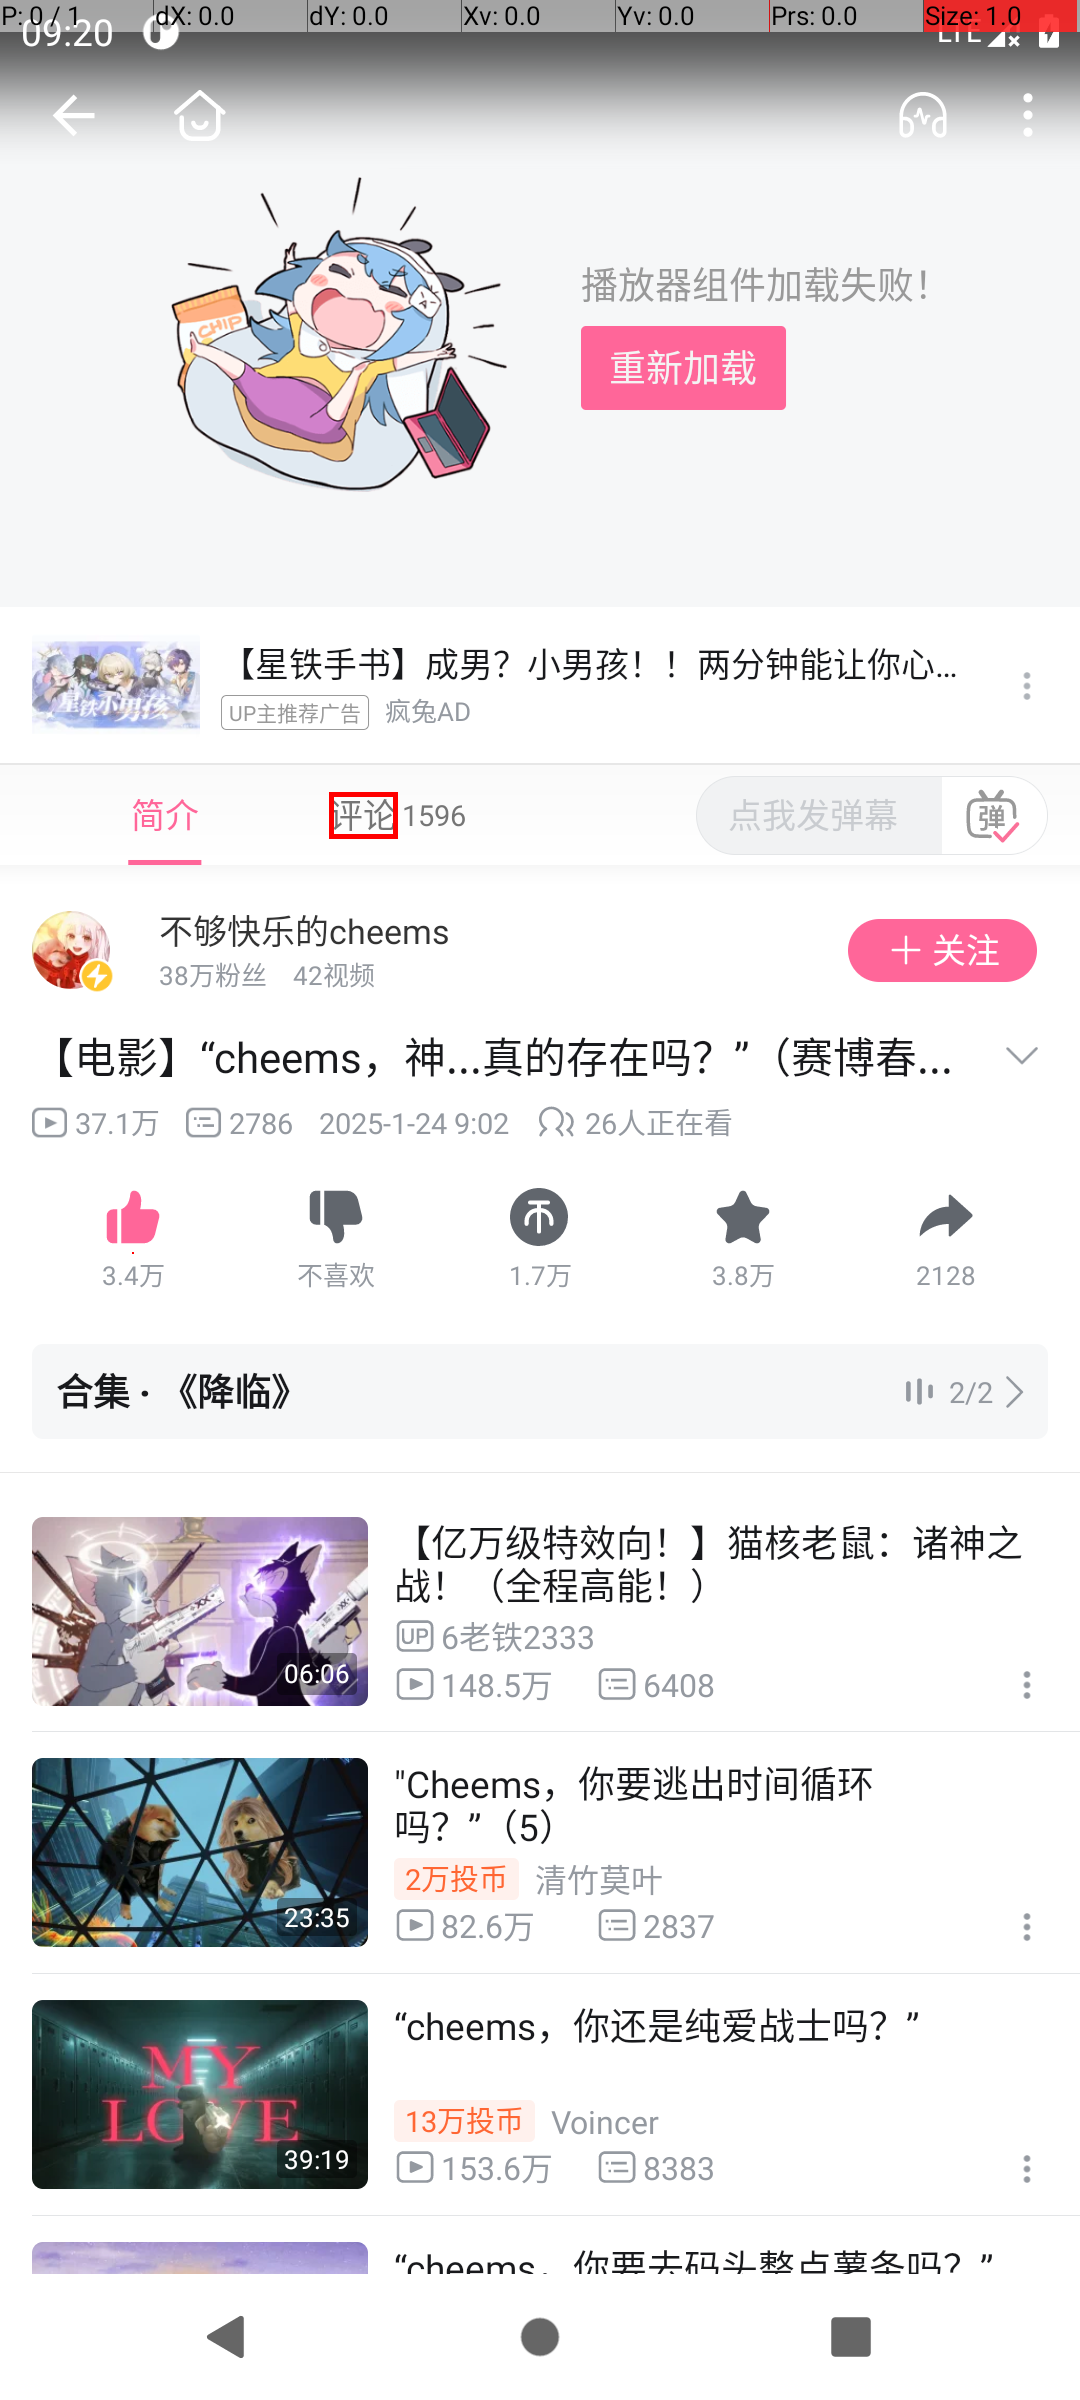 P: 0 / 1 dX: 0.0 dY: 0.0 Xv: 0.0 Yv: 0.0 Prs: 0.0 Size: 1.0
09:20 LTE
CHIP
播放器组件加载失败！
重新加载
【星铁手书】成男？小男孩！！两分钟能让你心...
星铁小男孩
UP主推荐广告 疯兔AD
简介 评论 1596 点我发弹幕 弹
不够快乐的cheems
38万粉丝 42视频
＋ 关注
【电影】“cheems，神...真的存在吗？”（赛博春...
37.1万 2786 2025-1-24 9:02 26人正在看
3.4万 不喜欢 1.7万 3.8万 2128
合集 · 《降临》 2/2
【亿万级特效向！】猫核老鼠：诸神之
战！（全程高能！）
UP 6老铁2333
06:06
148.5万 6408
"Cheems，你要逃出时间循环
吗？”（5）
2万投币 清竹莫叶
23:35
82.6万 2837
“cheems，你还是纯爱战士吗？”
MY
LOVE
13万投币 Voincer
39:19
153.6万 8383
“cheems，你要去码头整点薯条吗？”